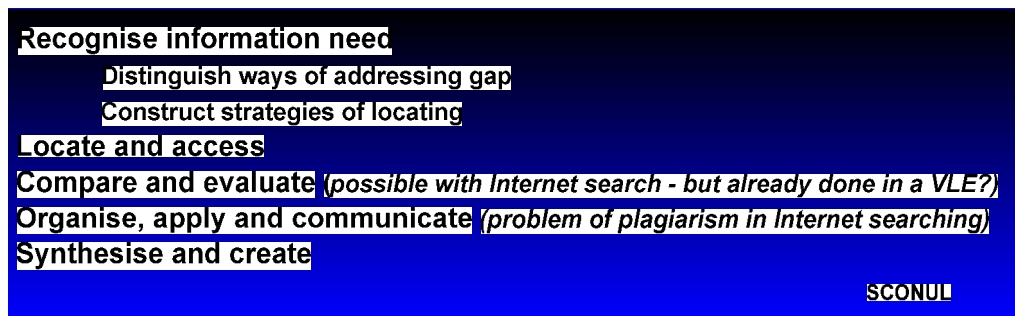 Recognise information need
Distinguish ways of addressing gap
Construct strategies of locating
Locate and access
Compare and evaluate (possible with Internet search - but already done in a VLE?)
Organise, apply and communicate (problem of plagiarism in Internet searching)
Synthesise and create
SCONUL